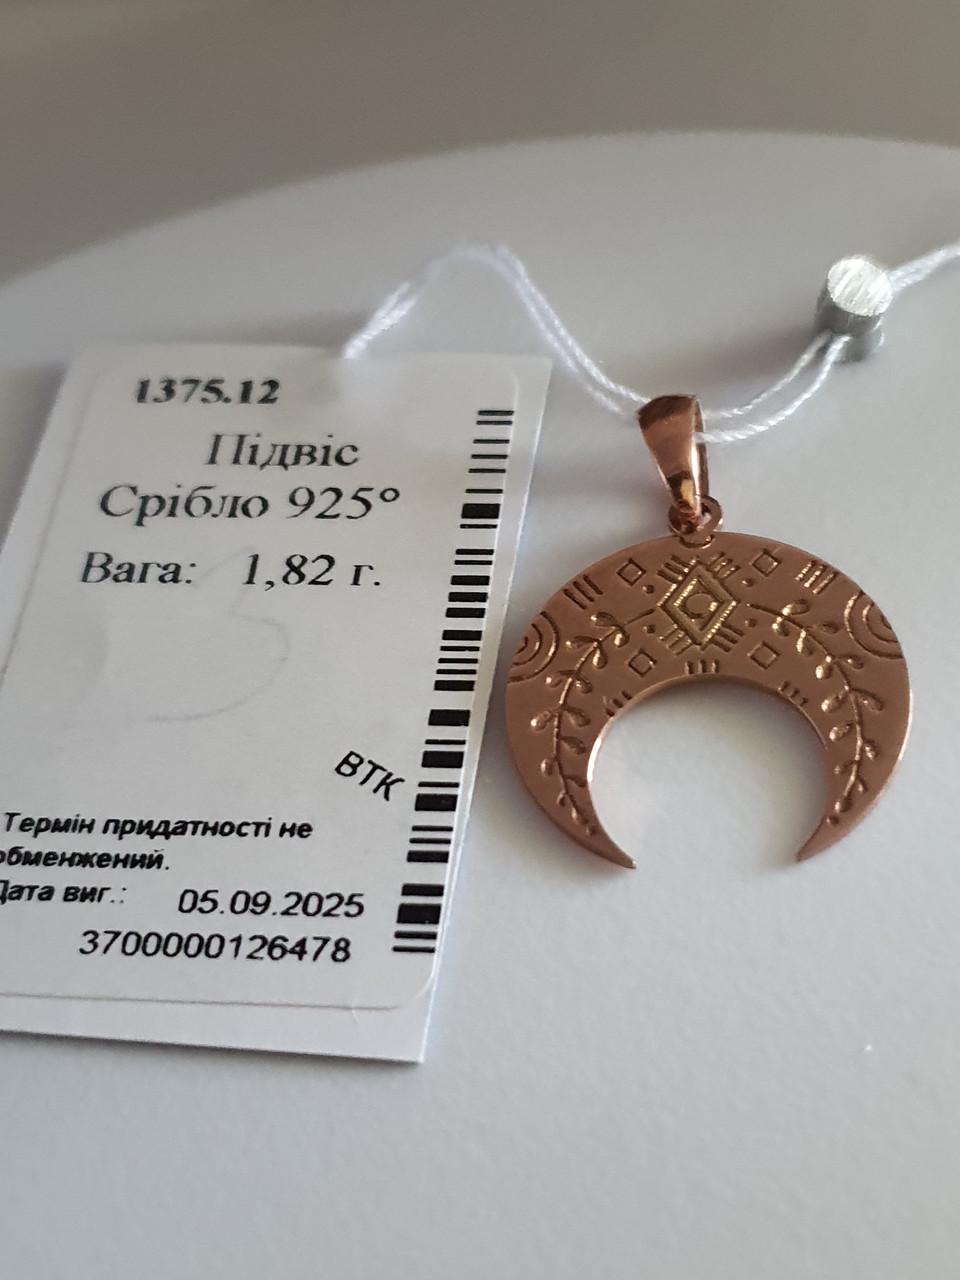 1375.12
Підвіс
Срібло 925°
Вага: 1,82 г.
ВТК
Термін придатності не
обмежений.
Дата виг.: 05.09.2025
3700000126478